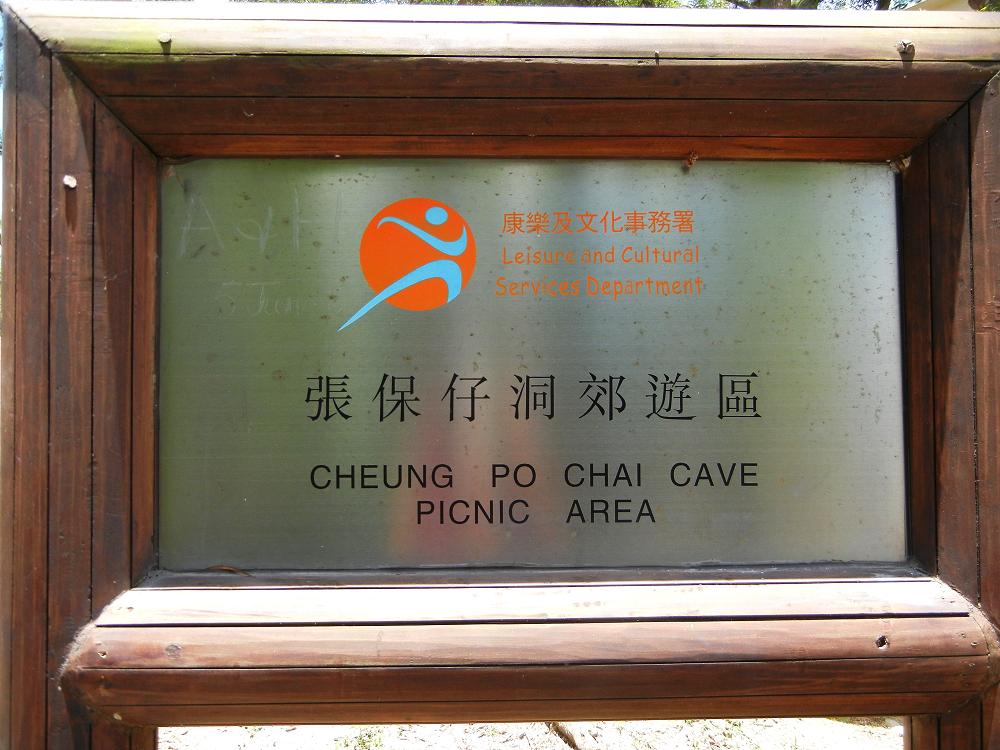 康樂及文化事務署
Leisure and Cultural
Services Department
張保仔洞郊遊區
CHEUNG PO CHAI CAVE
PICNIC AREA